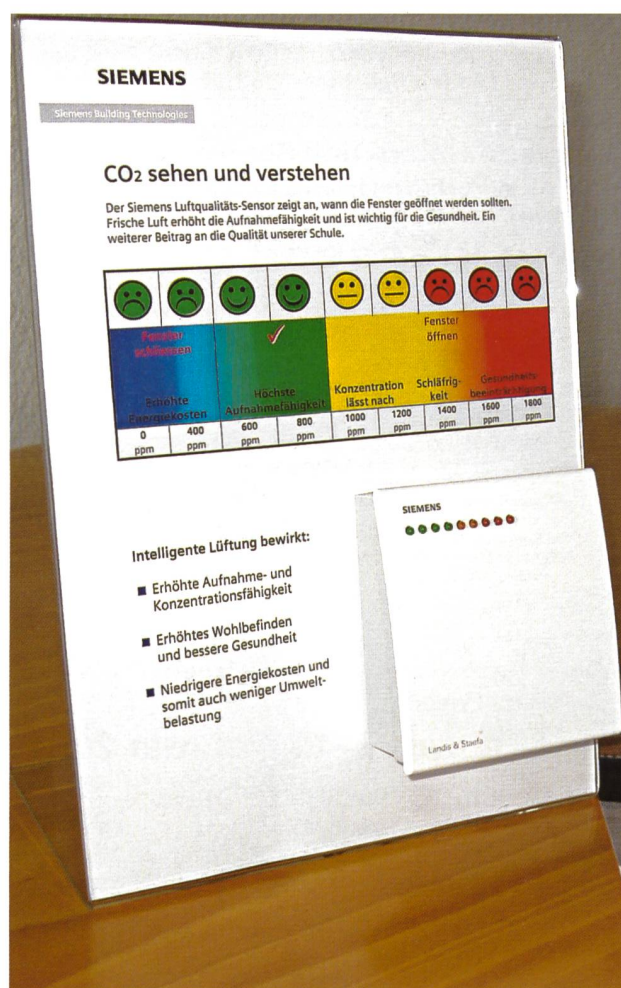 SIEMENS
Siemens Building Technologies
CO2 sehen und verstehen
Der Siemens Luftqualitäts-Sensor zeigt an, wann die Fenster geöffnet werden sollten.
Frische Luft erhöht die Aufnahmefähigkeit und ist wichtig für die Gesundheit. Ein
weiterer Beitrag an die Qualität unserer Schule.
Fenster
schliessen
Fenster
öffnen
Erhöhte
Energiekosten
Höchste
Aufnahmefähigkeit
Konzentration
lässt nach
Schläfrig-
keit
Gesundheits-
beeinträchtigung
0 400 600 800 1000 1200 1400 1600 1800
ppm ppm ppm ppm ppm ppm ppm ppm ppm
Intelligente Lüftung bewirkt:
Erhöhte Aufnahme- und
Konzentrationsfähigkeit
Erhöhtes Wohlbefinden
und bessere Gesundheit
Niedrigere Energiekosten und
somit auch weniger Umwelt-
belastung
SIEMENS
Landis & Staefa